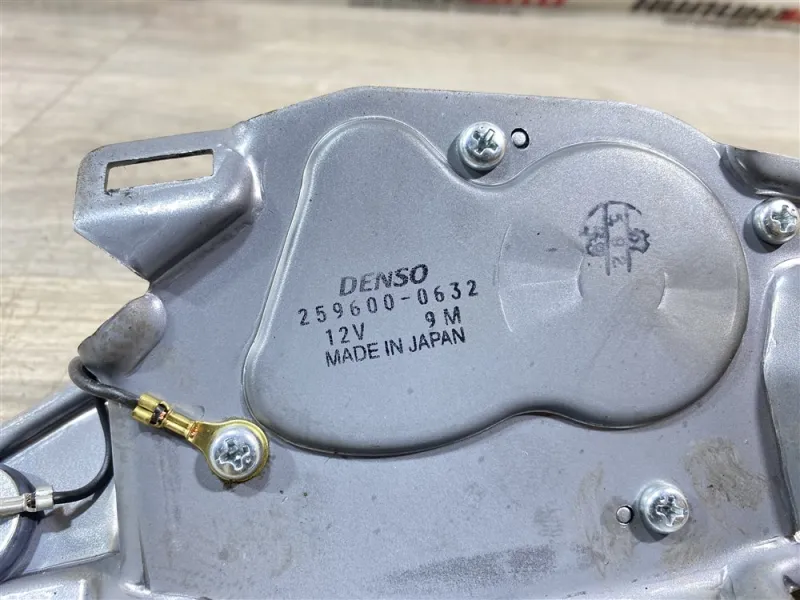 DENSO
259600-0632
12V 9M
MADE IN JAPAN